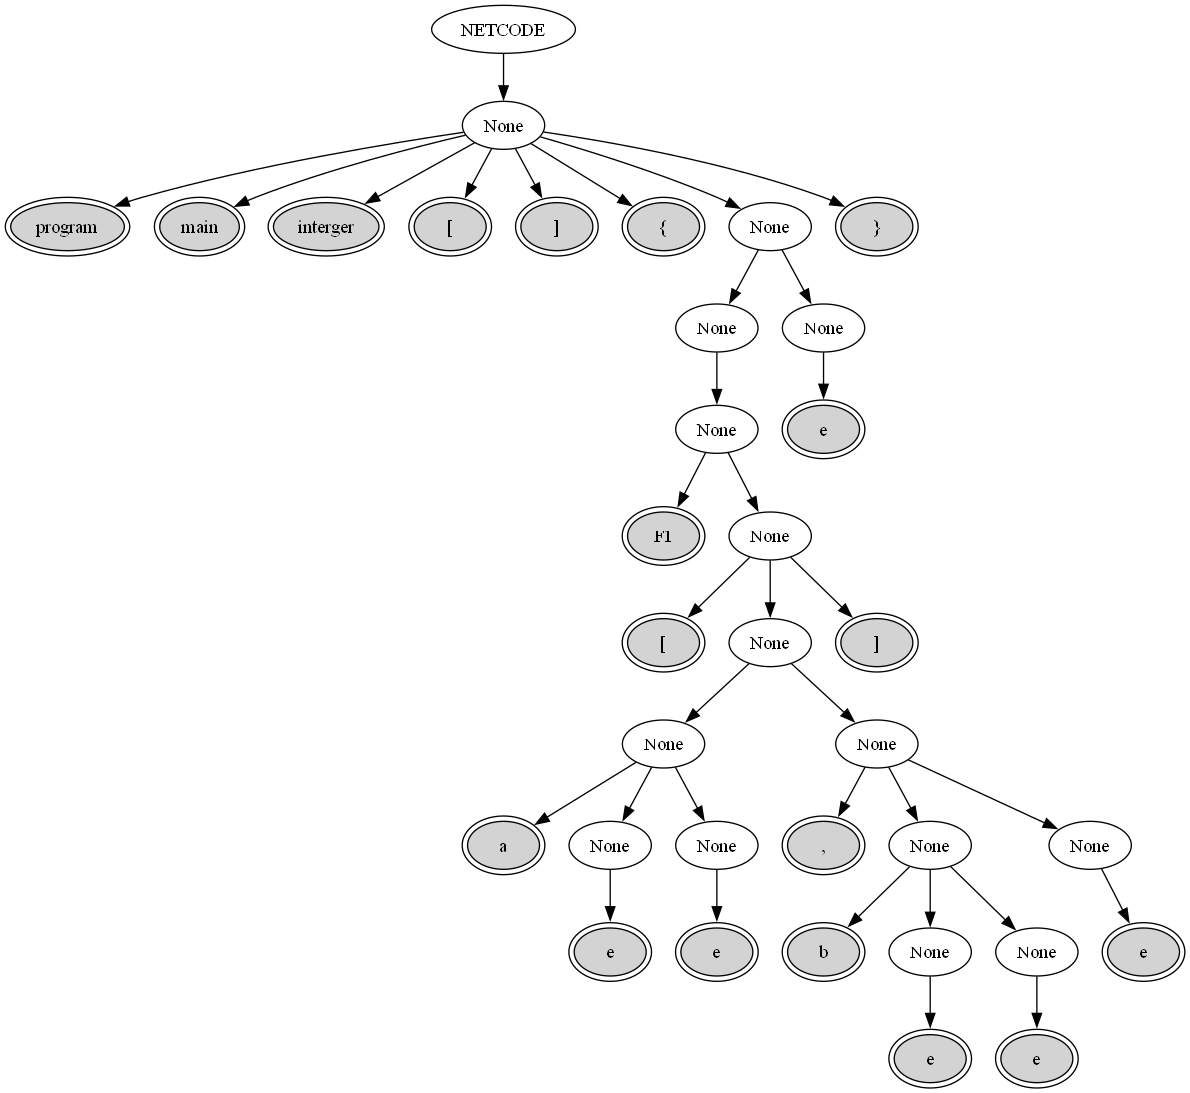 NETCODE
None
program main interger [ ] { None }
None None
None e
F1 None
[ None ]
None None
a None None , None None
e e b None None e
e e